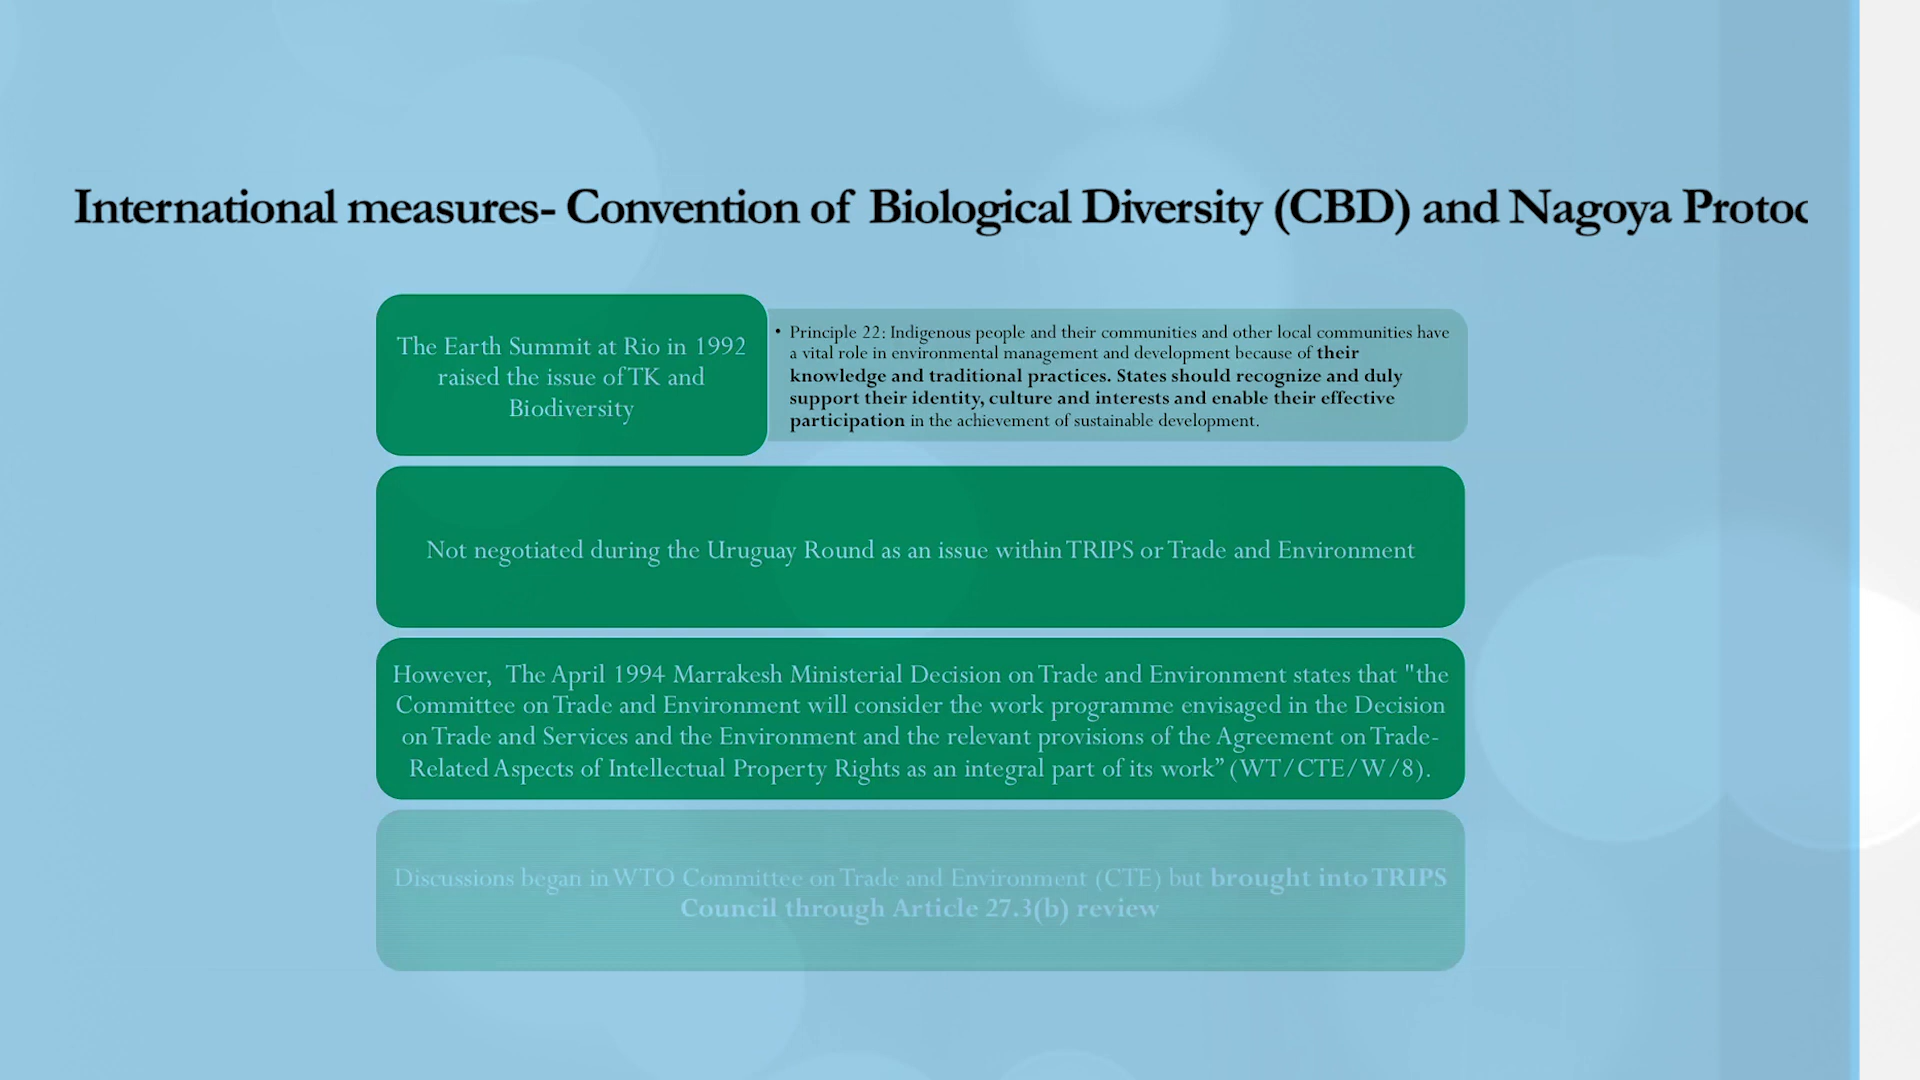 International measures- Convention of Biological Diversity (CBD) and Nagoya Protoc
The Earth Summit at Rio in 1992
raised the issue of TK and
Biodiversity
• Principle 22: Indigenous people and their communities and other local communities have
a vital role in environmental management and development because of their
knowledge and traditional practices. States should recognize and duly
support their identity, culture and interests and enable their effective
participation in the achievement of sustainable development.
Not negotiated during the Uruguay Round as an issue within TRIPS or Trade and Environment
However, The April 1994 Marrakesh Ministerial Decision on Trade and Environment states that "the
Committee on Trade and Environment will consider the work programme envisaged in the Decision
on Trade and Services and the Environment and the relevant provisions of the Agreement on Trade-
Related Aspects of Intellectual Property Rights as an integral part of its work” (WT/CTE/W/8).
Discussions began in WTO Committee on Trade and Environment (CTE) but brought into TRIPS
Council through Article 27.3(b) review